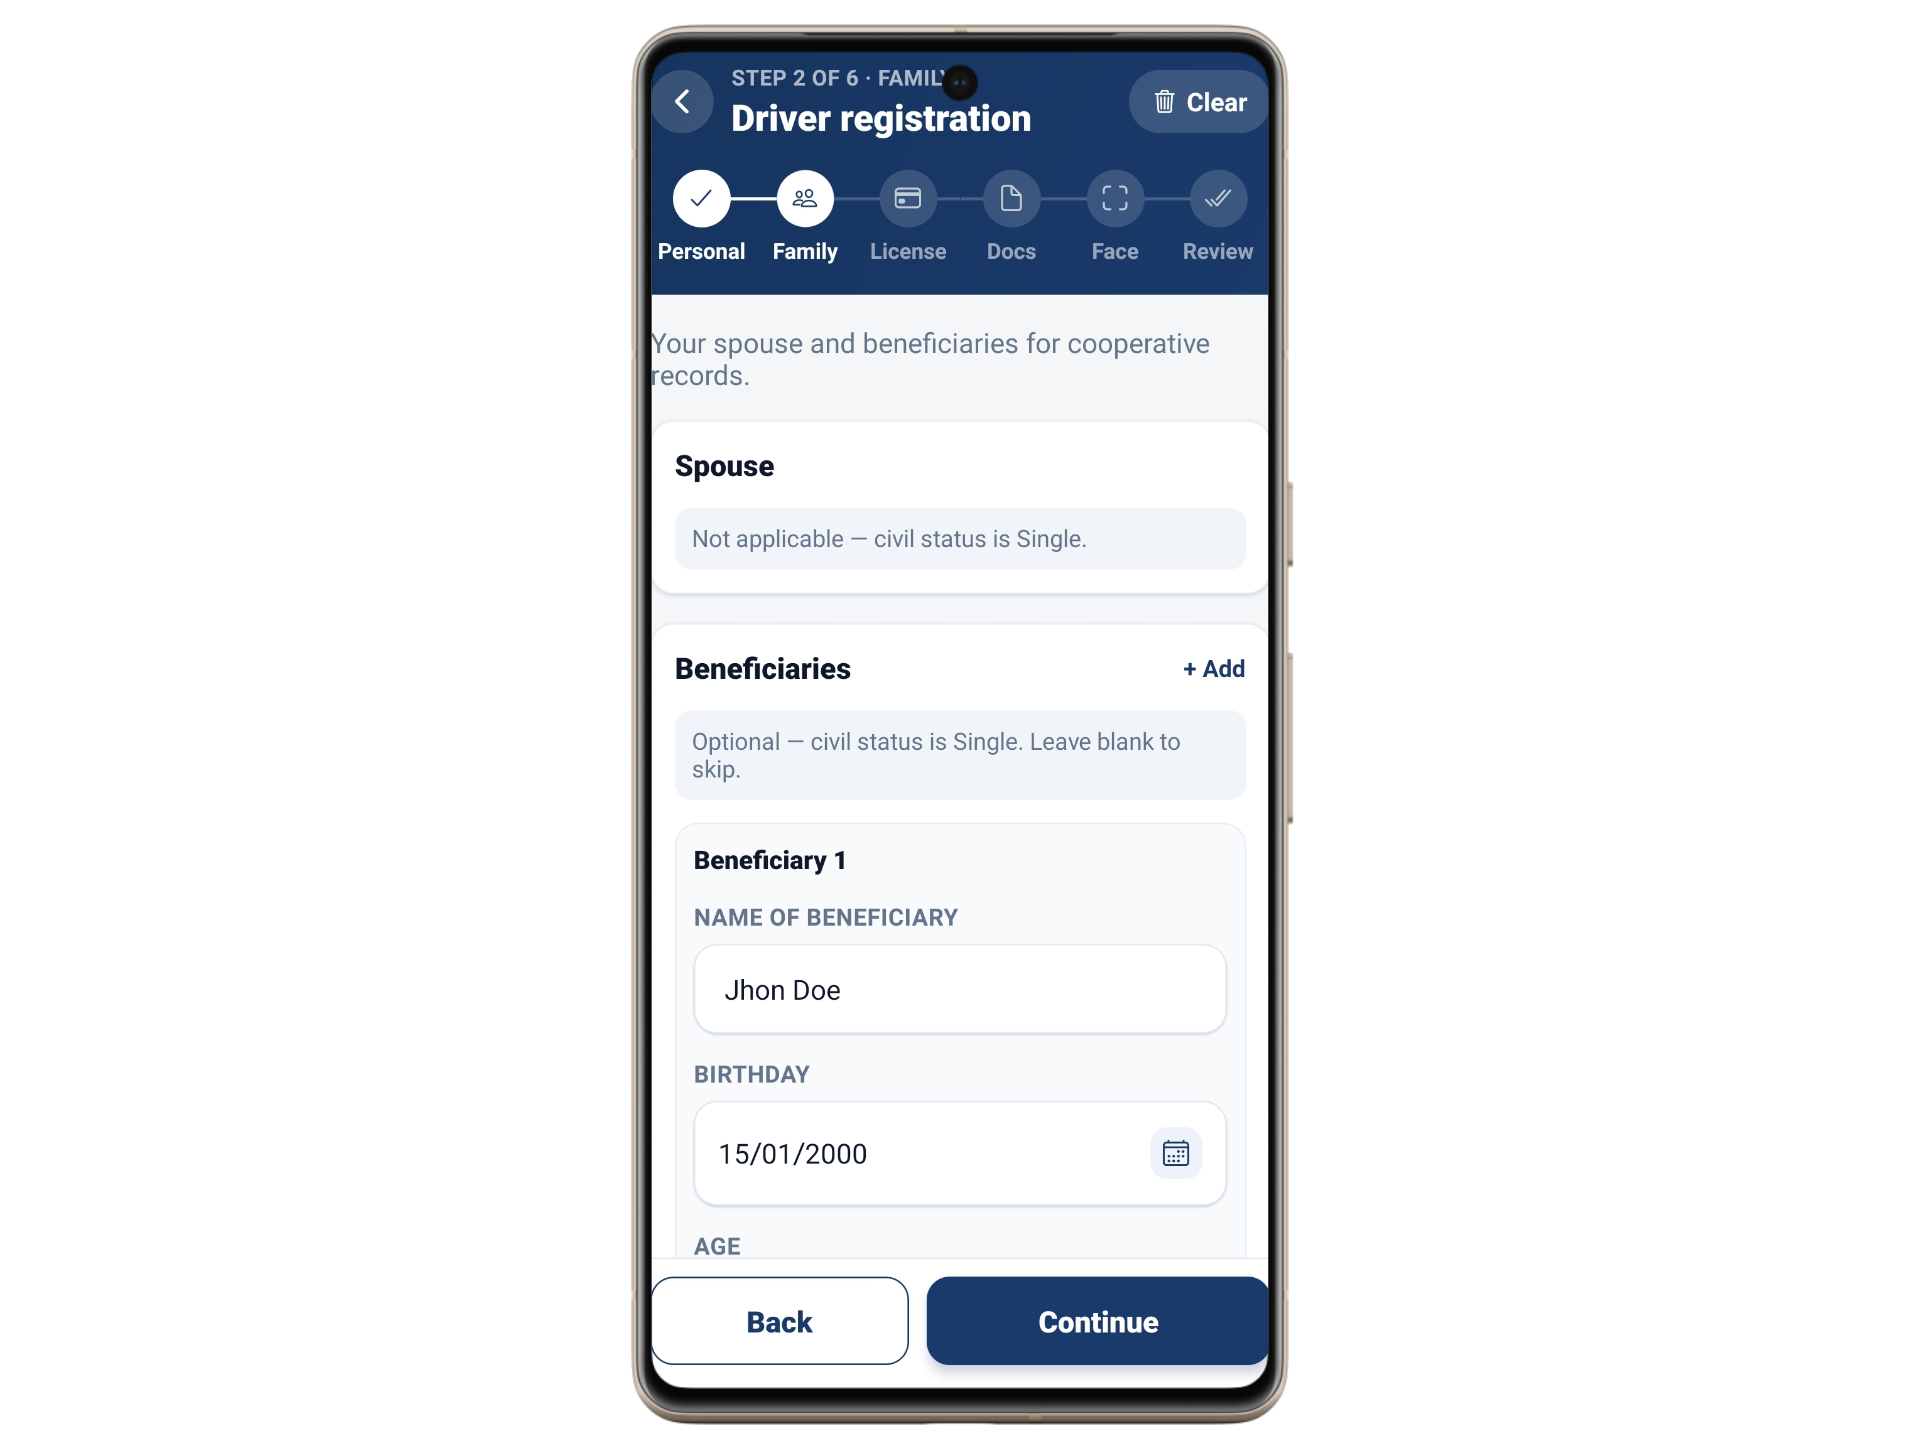 STEP 2 OF 6 · FAMILY
Driver registration
Clear
Personal
Family
License
Docs
Face
Review
Your spouse and beneficiaries for cooperative
records.
Spouse
Not applicable — civil status is Single.
Beneficiaries
+ Add
Optional — civil status is Single. Leave blank to
skip.
Beneficiary 1
NAME OF BENEFICIARY
Jhon Doe
BIRTHDAY
15/01/2000
AGE
Back
Continue